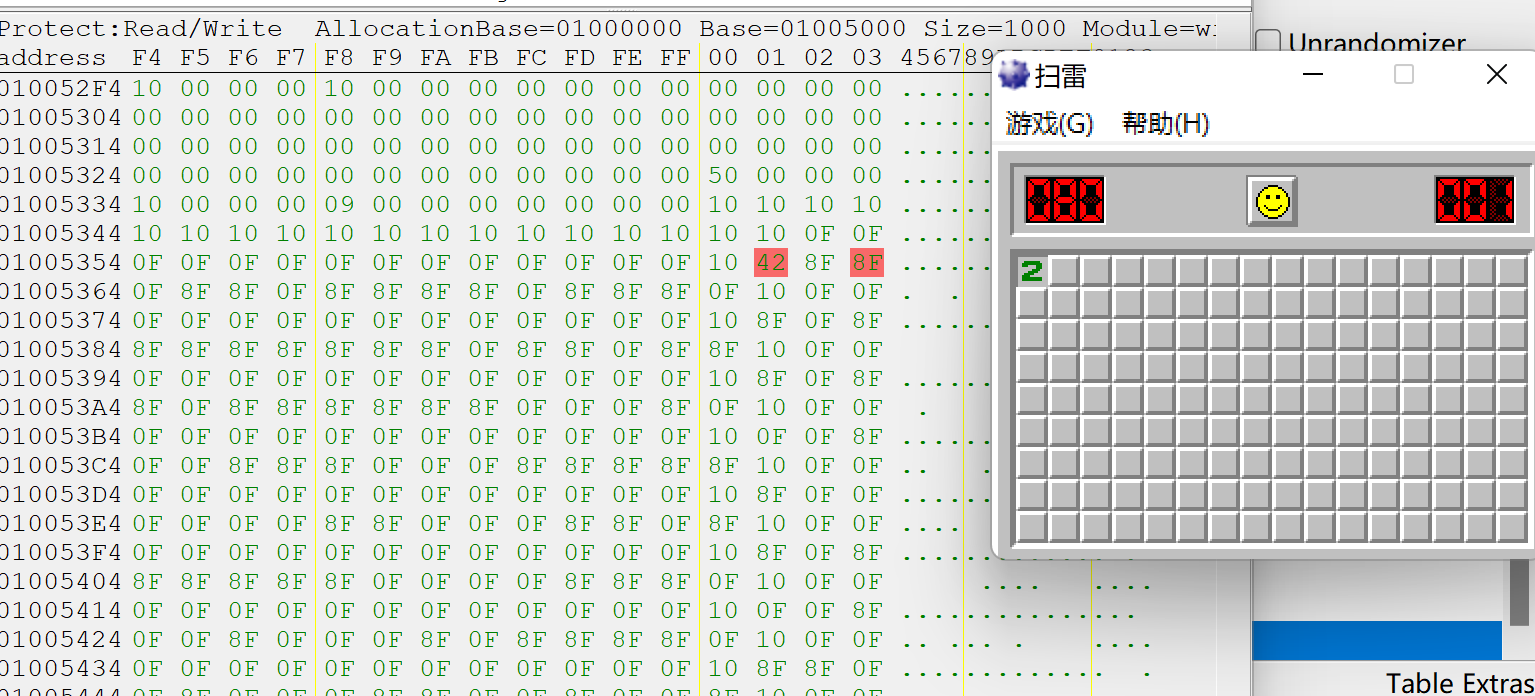 Protect:Read/Write AllocationBase=01000000 Base=01005000 Size=1000 Module=wi
address F4 F5 F6 F7 F8 F9 FA FB FC FD FE FF 00 01 02 03 456789
010052F4 10 00 00 00 10 00 00 00 00 00 00 00 00 00 00 00 ......
01005304 00 00 00 00 00 00 00 00 00 00 00 00 00 00 00 00 ......
01005314 00 00 00 00 00 00 00 00 00 00 00 00 00 00 00 00 ......
01005324 00 00 00 00 00 00 00 00 00 00 00 00 50 00 00 00 ......
01005334 10 00 00 00 09 00 00 00 00 00 00 00 10 10 10 10 ......
01005344 10 10 10 10 10 10 10 10 10 10 10 10 10 10 0F 0F ......
01005354 0F 0F 0F 0F 0F 0F 0F 0F 0F 0F 0F 0F 10 42 8F 8F ......
01005364 0F 8F 8F 0F 8F 8F 8F 8F 0F 8F 8F 8F 0F 10 0F 0F . .
01005374 0F 0F 0F 0F 0F 0F 0F 0F 0F 0F 0F 0F 10 8F 0F 8F ......
01005384 8F 8F 8F 8F 8F 8F 8F 0F 8F 8F 0F 8F 8F 10 0F 0F
01005394 0F 0F 0F 0F 0F 0F 0F 0F 0F 0F 0F 0F 10 8F 0F 8F ......
010053A4 8F 0F 8F 8F 8F 8F 8F 8F 0F 0F 0F 8F 0F 10 0F 0F .
010053B4 0F 0F 0F 0F 0F 0F 0F 0F 0F 0F 0F 0F 10 0F 0F 8F ......
010053C4 0F 0F 8F 8F 8F 0F 0F 0F 8F 8F 8F 8F 8F 10 0F 0F .. .
010053D4 0F 0F 0F 0F 0F 0F 0F 0F 0F 0F 0F 0F 10 8F 0F 0F ......
010053E4 0F 0F 0F 0F 8F 8F 0F 0F 0F 8F 8F 0F 8F 10 0F 0F ....
010053F4 0F 0F 0F 0F 0F 0F 0F 0F 0F 0F 0F 0F 10 8F 0F 8F ..............
01005404 8F 8F 8F 8F 8F 0F 0F 0F 0F 8F 8F 8F 0F 10 0F 0F .... ....
01005414 0F 0F 0F 0F 0F 0F 0F 0F 0F 0F 0F 0F 10 0F 0F 8F ..............
01005424 0F 0F 8F 0F 0F 0F 8F 0F 8F 8F 8F 8F 0F 10 0F 0F .. ... . ....
01005434 0F 0F 0F 0F 0F 0F 0F 0F 0F 0F 0F 0F 10 8F 8F 0F ............. .
Unrandomizer
扫雷
游戏(G) 帮助(H)
2
Table Extras